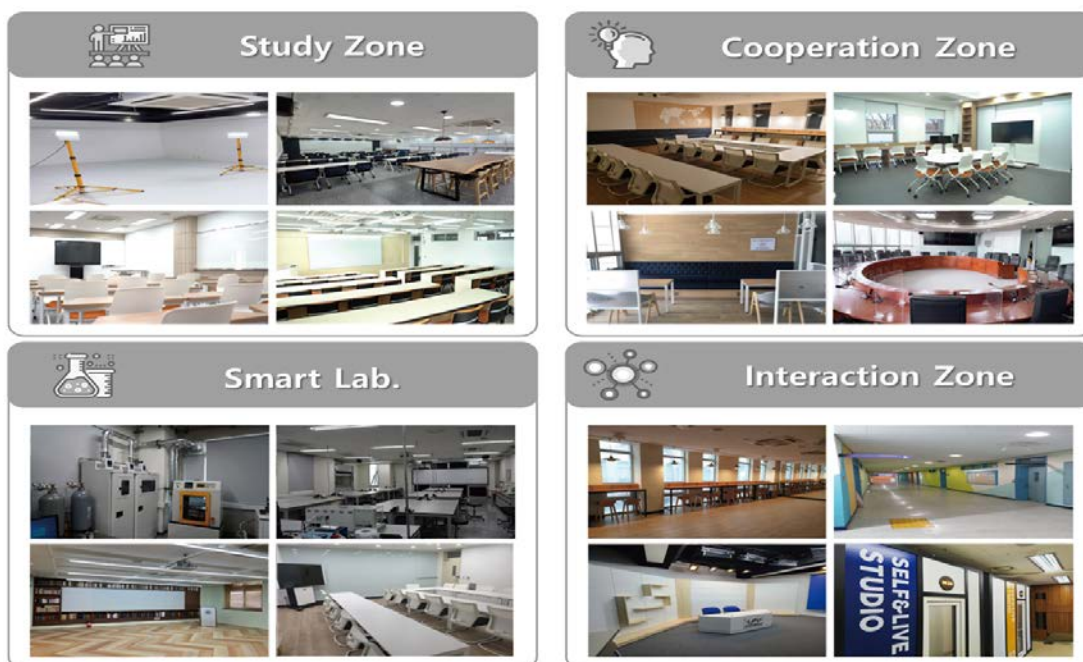 Study Zone
Cooperation Zone
Smart Lab.
Interaction Zone
SELF&LIVE
STUDIO